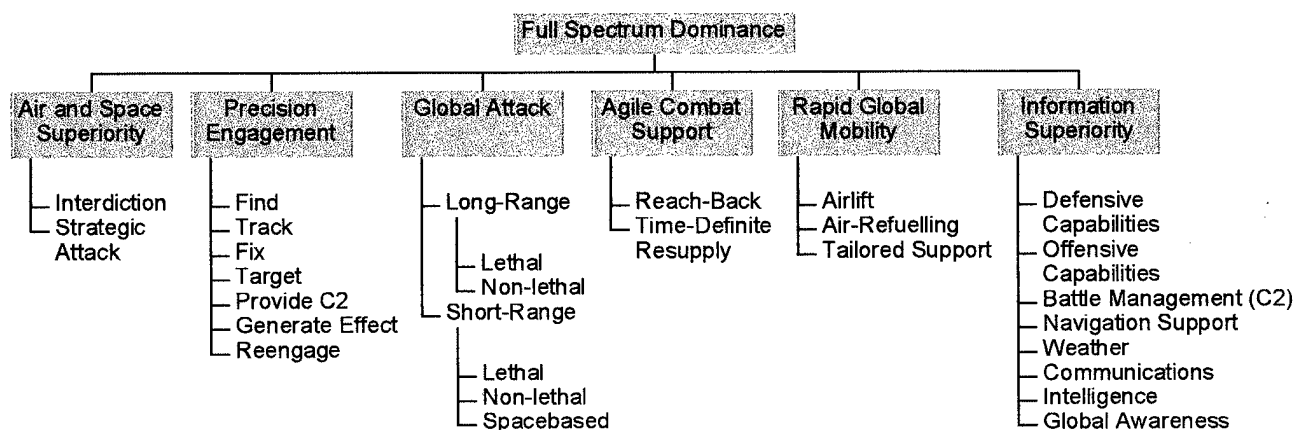 Full Spectrum Dominance
Air and Space
Superiority
Interdiction
Strategic
Attack
Precision
Engagement
Find
Track
Fix
Target
Provide C2
Generate Effect
Reengage
Global Attack
Long-Range
Lethal
Non-lethal
Short-Range
Lethal
Non-lethal
Spacebased
Agile Combat
Support
Reach-Back
Time-Definite
Resupply
Rapid Global
Mobility
Airlift
Air-Refuelling
Tailored Support
Information
Superiority
Defensive
Capabilities
Offensive
Capabilities
Battle Management (C2)
Navigation Support
Weather
Communications
Intelligence
Global Awareness